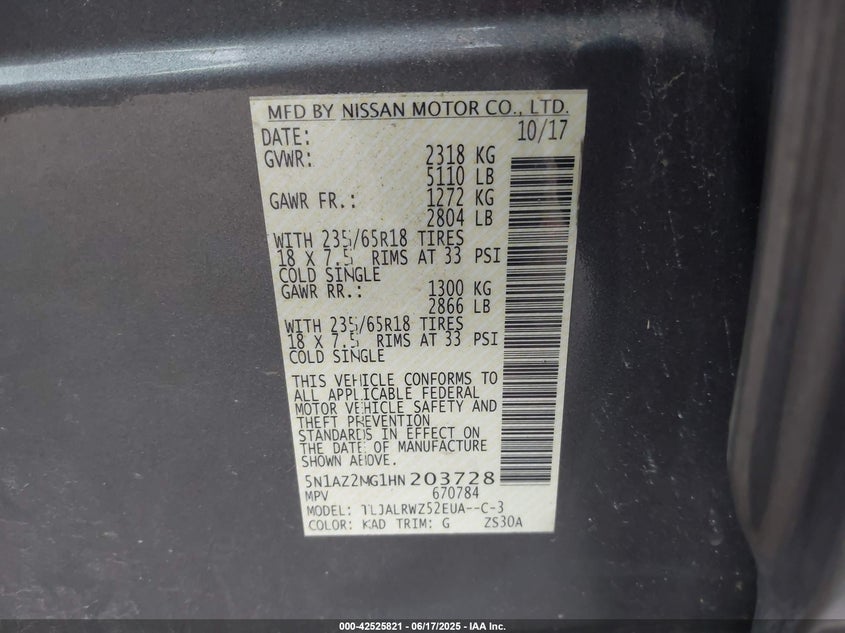 MFD BY NISSAN MOTOR CO., LTD.
DATE: 10/17
GVWR: 2318 KG
5110 LB
GAWR FR.: 1272 KG
2804 LB
WITH 235/65R18 TIRES
18 X 7.5 RIMS AT 33 PSI
COLD SINGLE
GAWR RR.: 1300 KG
2866 LB
WITH 235/65R18 TIRES
18 X 7.5 RIMS AT 33 PSI
COLD SINGLE
THIS VEHICLE CONFORMS TO
ALL APPLICABLE FEDERAL
MOTOR VEHICLE SAFETY AND
THEFT PREVENTION
STANDARDS IN EFFECT ON
THE DATE OF MANUFACTURE
SHOWN ABOVE.
5N1AZ2MG1HN203728
MPV 670784
MODEL: TLJALRWZ52EUA--C-3
COLOR: KAD TRIM: G ZS30A
000-42525821 - 06/17/2025 - IAA Inc.